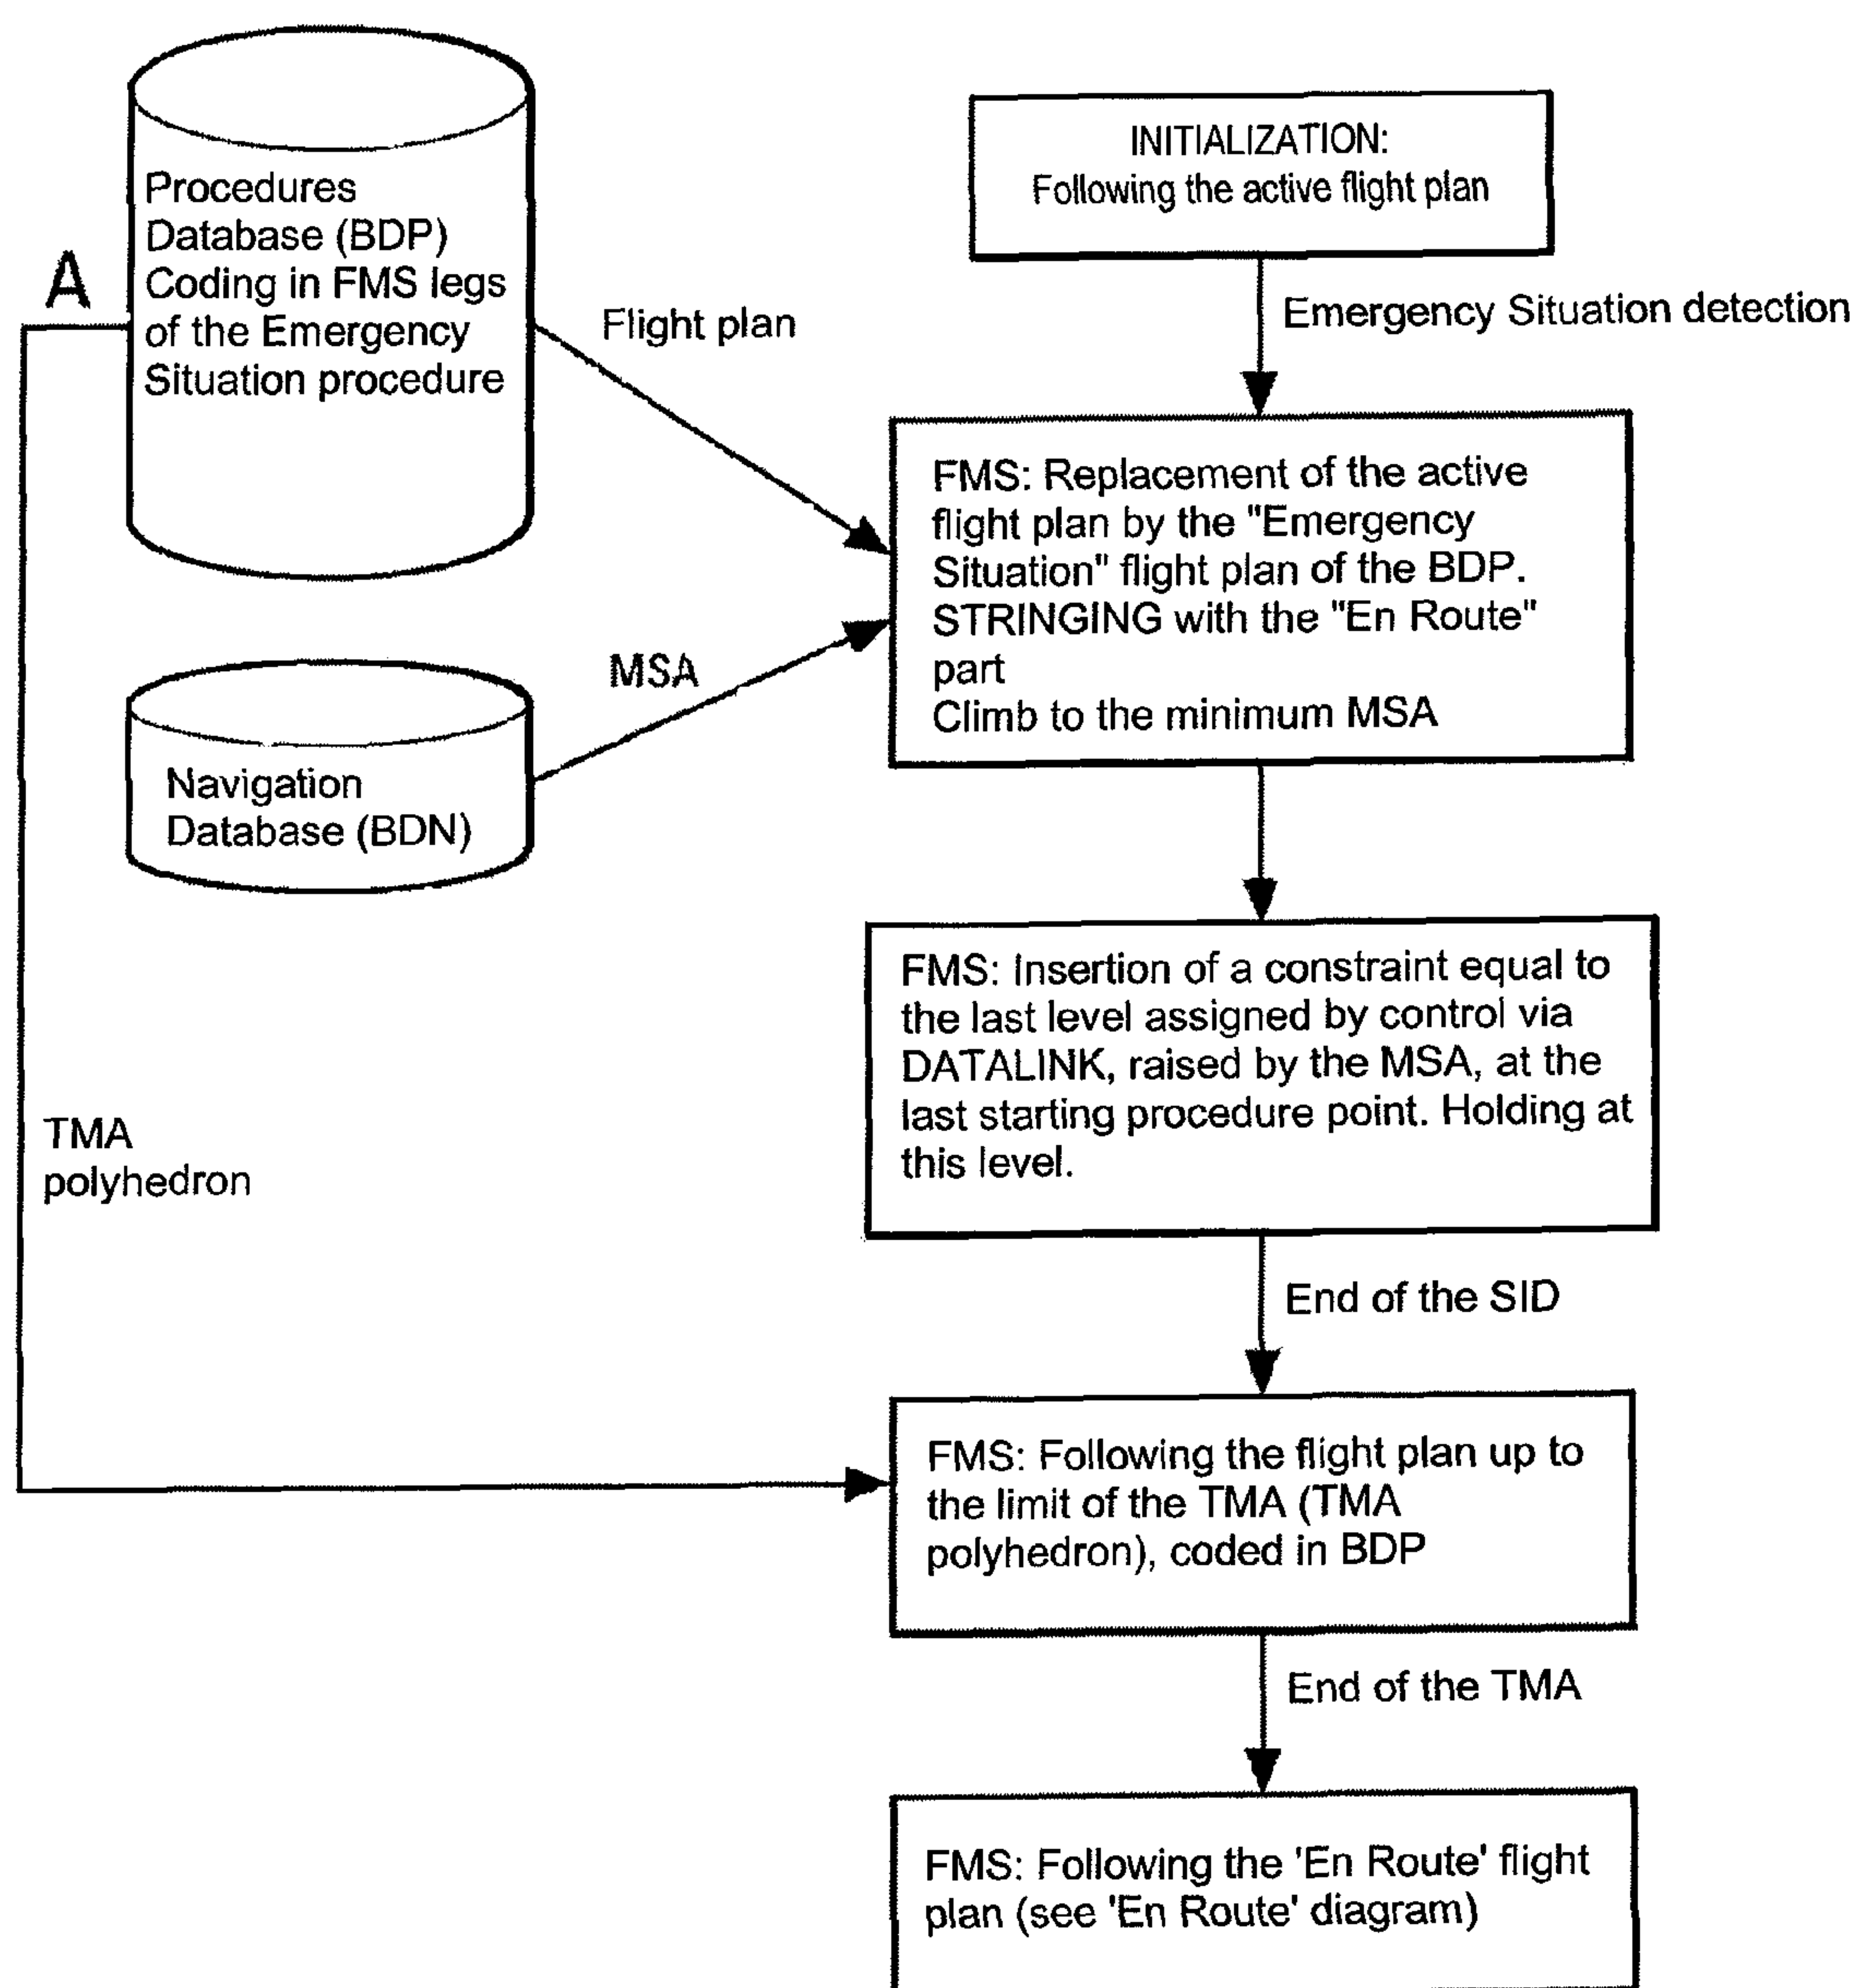 INITIALIZATION:
Following the active flight plan
Procedures
Database (BDP)
Coding in FMS legs
of the Emergency
Situation procedure
A
Flight plan
Emergency Situation detection
FMS: Replacement of the active
flight plan by the "Emergency
Situation" flight plan of the BDP.
STRINGING with the "En Route"
part
Climb to the minimum MSA
MSA
Navigation
Database (BDN)
FMS: Insertion of a constraint equal to
the last level assigned by control via
DATALINK, raised by the MSA, at the
last starting procedure point. Holding at
this level.
TMA
polyhedron
End of the SID
FMS: Following the flight plan up to
the limit of the TMA (TMA
polyhedron), coded in BDP
End of the TMA
FMS: Following the 'En Route' flight
plan (see 'En Route' diagram)